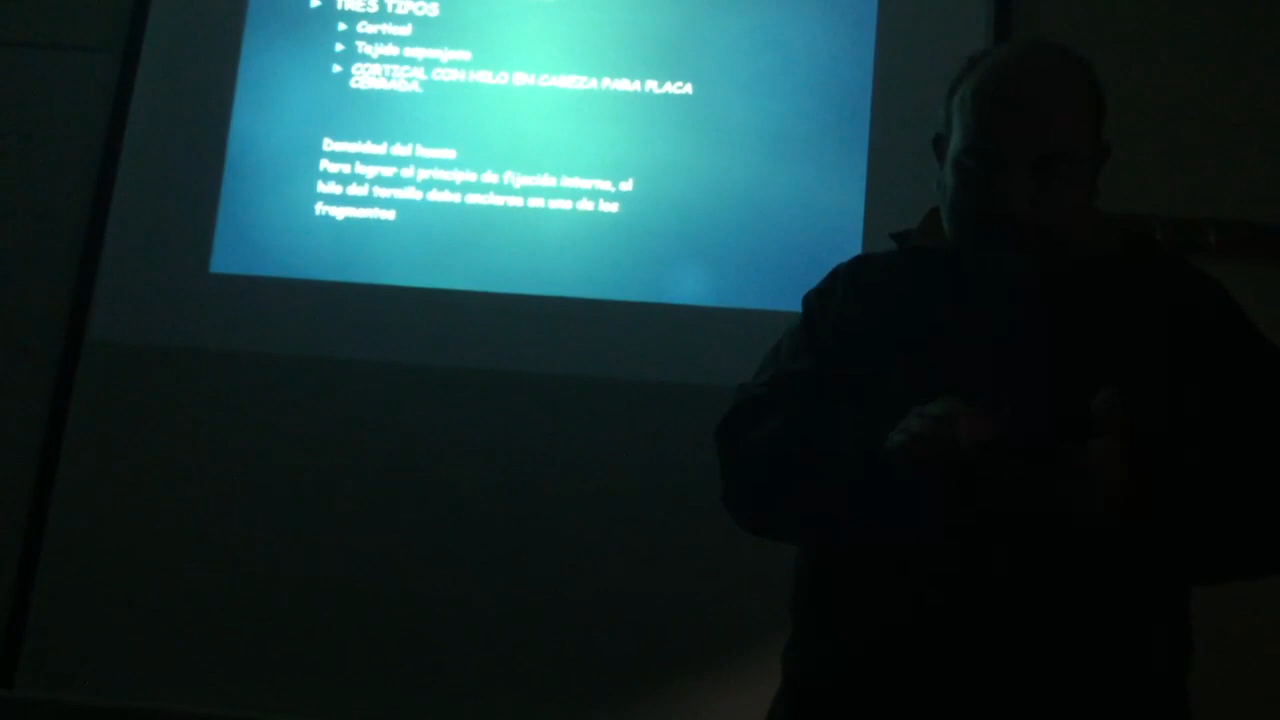 TRES TIPOS
Cortical
Tejido esponjoso
CORTICAL CON HILO EN CABEZA PARA PLACA
CERRADA.
Densidad del hueso
Para lograr el principio de fijación interna, el
hilo del tornillo debe anclarse en uno de los
fragmentos